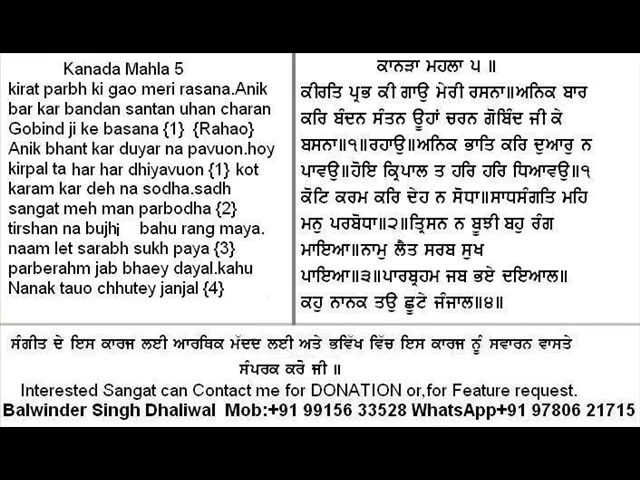 Kanada Mahla 5
kirat parbh ki gao meri rasana.Anik
bar kar bandan santan uhan charan
Gobind ji ke basana {1} {Rahao}
Anik bhant kar duyar na pavuon.hoy
kirpal ta har har dhiyavuon {1} kot
karam kar deh na sodha.sadh
sangat meh man parbodha {2}
tirshan na bujhi bahu rang maya.
naam let sarabh sukh paya {3}
parberahm jab bhaey dayal.kahu
Nanak tauo chhutey janjal {4}
ਕਾਨੜਾ ਮਹਲਾ ੫ ॥
ਕੀਰਤਿ ਪ੍ਰਭ ਕੀ ਗਾਉ ਮੇਰੀ ਰਸਨਾ॥ਅਨਿਕ ਬਾਰ
ਕਰਿ ਬੰਦਨ ਸੰਤਨ ਊਹਾਂ ਚਰਨ ਗੋਬਿੰਦ ਜੀ ਕੇ
ਬਸਨਾ॥੧॥ਰਹਾਉ॥ਅਨਿਕ ਭਾਤਿ ਕਰਿ ਦੁਆਰੁ ਨ
ਪਾਵਉ॥ਹੋਇ ਕ੍ਰਿਪਾਲ ਤ ਹਰਿ ਹਰਿ ਧਿਆਵਉ॥੧
ਕੋਟਿ ਕਰਮ ਕਰਿ ਦੇਹ ਨ ਸੋਧਾ॥ਸਾਧਸੰਗਤਿ ਮਹਿ
ਮਨੁ ਪਰਬੋਧਾ॥੨॥ਤ੍ਰਿਸਨ ਨ ਬੂਝੀ ਬਹੁ ਰੰਗ
ਮਾਇਆ॥ਨਾਮੁ ਲੈਤ ਸਰਬ ਸੁਖ
ਪਾਇਆ॥੩॥ਪਾਰਬ੍ਰਹਮ ਜਬ ਭਏ ਦਇਆਲ॥
ਕਹੁ ਨਾਨਕ ਤਉ ਛੂਟੇ ਜੰਜਾਲ॥੪॥
ਸੰਗੀਤ ਦੇ ਇਸ ਕਾਰਜ ਲਈ ਆਰਥਿਕ ਮੱਦਦ ਲਈ ਅਤੇ ਭਵਿੱਖ ਵਿੱਚ ਇਸ ਕਾਰਜ ਨੂੰ ਸਵਾਰਨ ਵਾਸਤੇ
ਸੰਪਰਕ ਕਰੋ ਜੀ ॥
Interested Sangat can Contact me for DONATION or,for Feature request.
Balwinder Singh Dhaliwal Mob:+91 99156 33528 WhatsApp+91 97806 21715